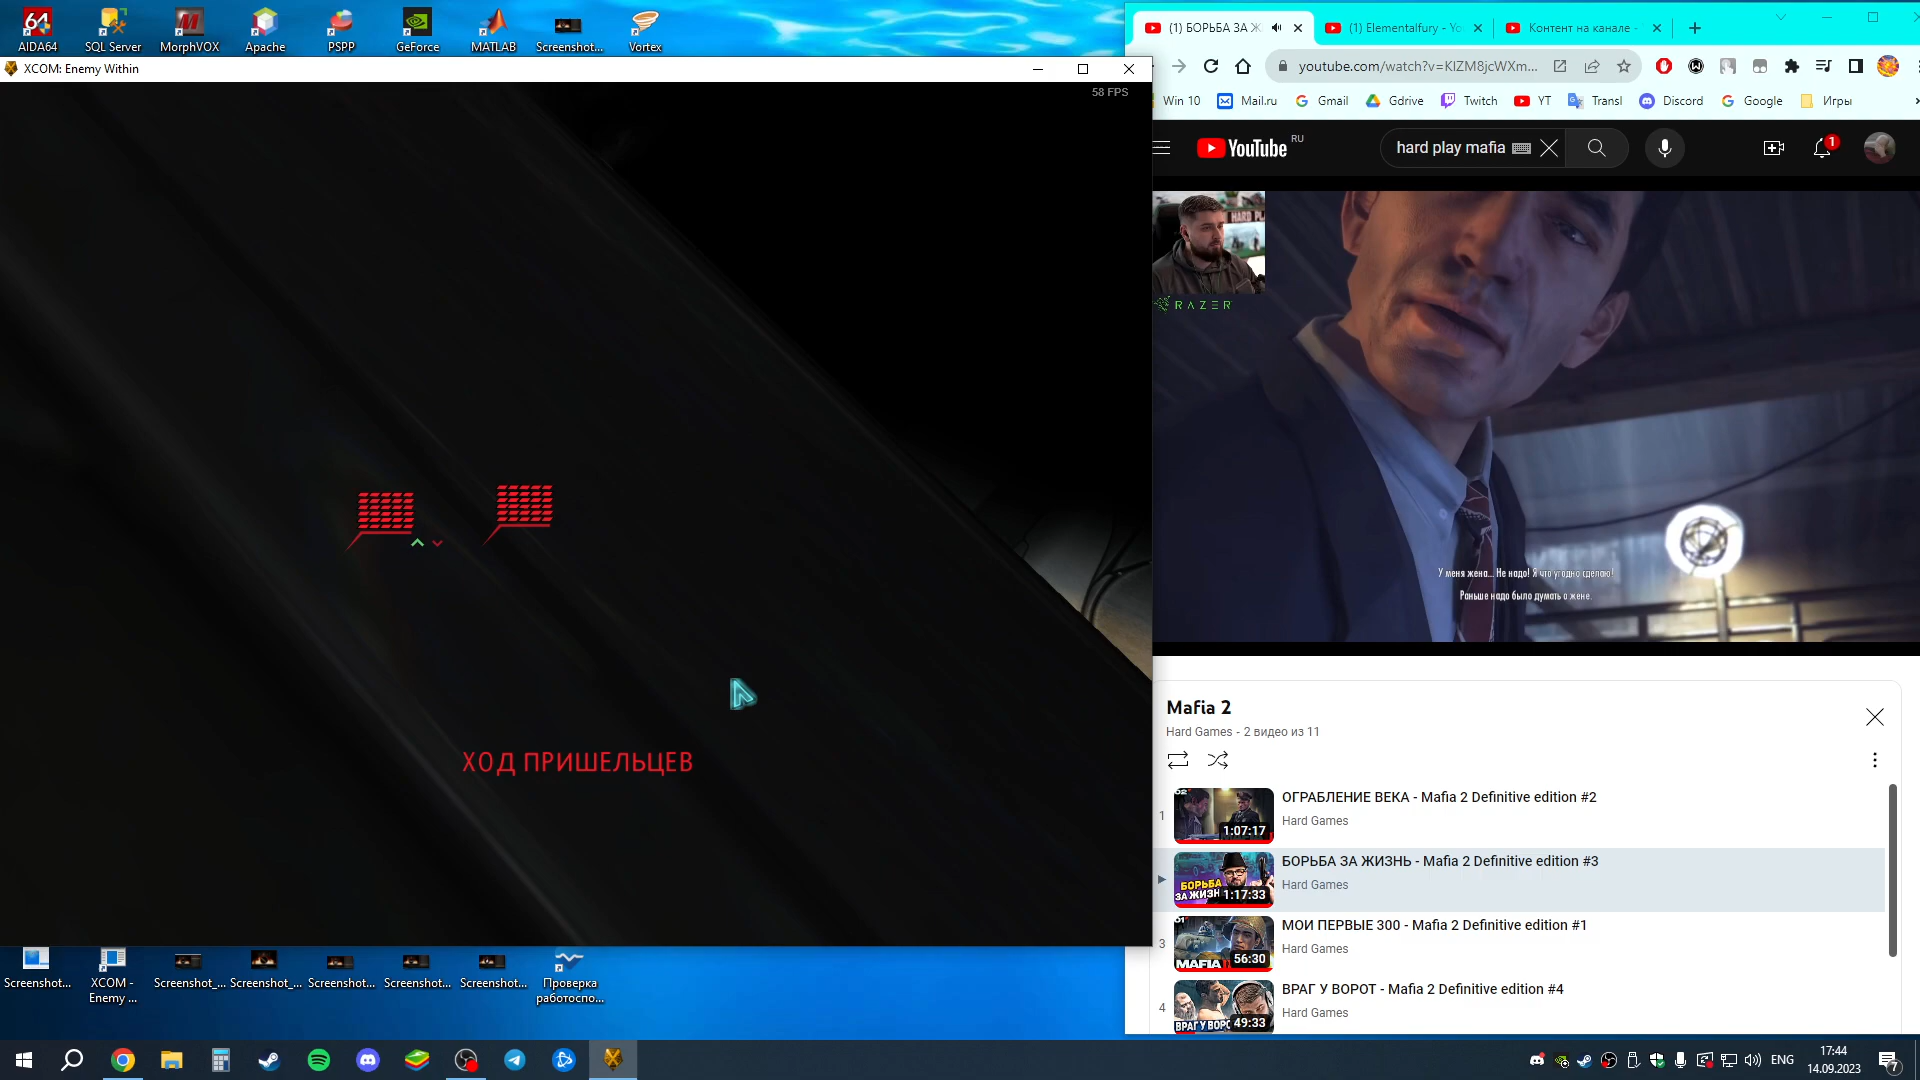 AIDA64
SQL Server
MorphVOX
Apache
PSPP
GeForce
MATLAB
Screenshot...
Vortex
XCOM: Enemy Within
58 FPS
ХОД ПРИШЕЛЬЦЕВ
Screenshot...
XCOM -
Enemy ...
Screenshot_...
Screenshot_...
Screenshot...
Screenshot...
Screenshot...
Проверка
работоспо...
(1) БОРЬБА ЗА Ж
(1) Elementalfury - Yo
Контент на канале -
youtube.com/watch?v=KIZM8jcWXm...
Win 10
Mail.ru
Gmail
Gdrive
Twitch
YT
Transl
Discord
Google
Игры
YouTube
RU
hard play mafia
1
HARD PL
RAZER
У меня жена... Не надо! Я что угодно сделаю!
Раньше надо было думать о жене.
Mafia 2
Hard Games - 2 видео из 11
1
1:07:17
ОГРАБЛЕНИЕ ВЕКА - Mafia 2 Definitive edition #2
Hard Games
БОРЬБА
ЗА ЖИЗН
1:17:33
БОРЬБА ЗА ЖИЗНЬ - Mafia 2 Definitive edition #3
Hard Games
3
MAFIA
56:30
МОИ ПЕРВЫЕ 300 - Mafia 2 Definitive edition #1
Hard Games
4
ВРАГ У ВОРО
49:33
ВРАГ У ВОРОТ - Mafia 2 Definitive edition #4
Hard Games
ENG
17:44
14.09.2023
7